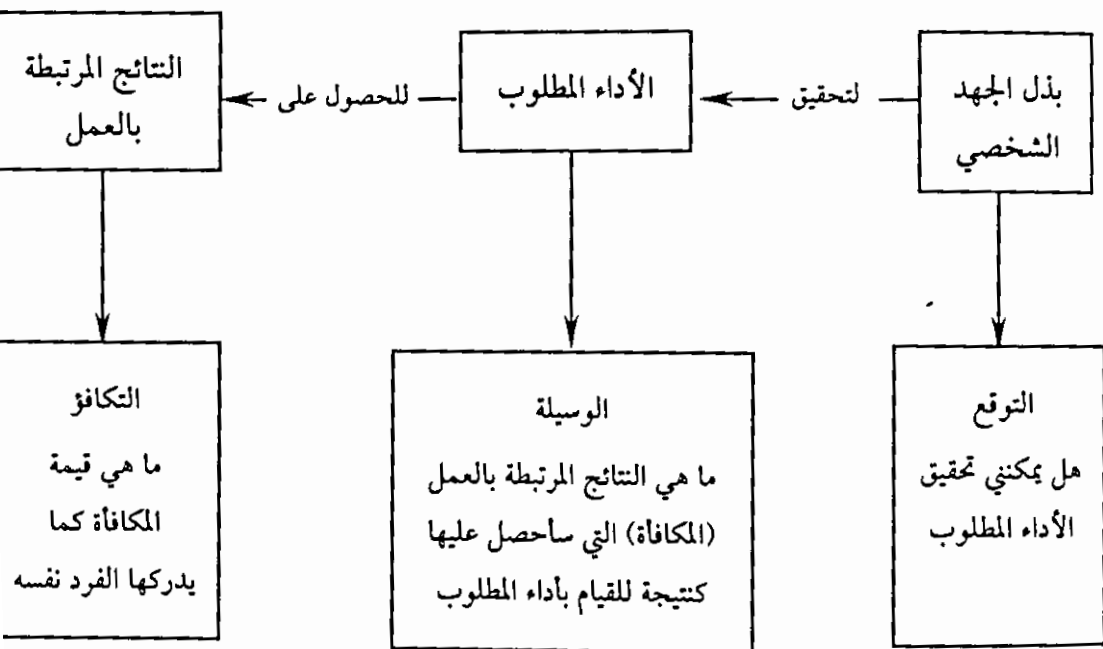 بذل الجهد
الشخصي
لتحقيق
الأداء المطلوب
للحصول على
النتائج المرتبطة
بالعمل
التوقع
هل يمكنني تحقيق
الأداء المطلوب
الوسيلة
ما هي النتائج المرتبطة بالعمل
(المكافأة) التي سأحصل عليها
كنتيجة للقيام بأداء المطلوب
التكافؤ
ما هي قيمة
المكافأة كما
يدركها الفرد نفسه